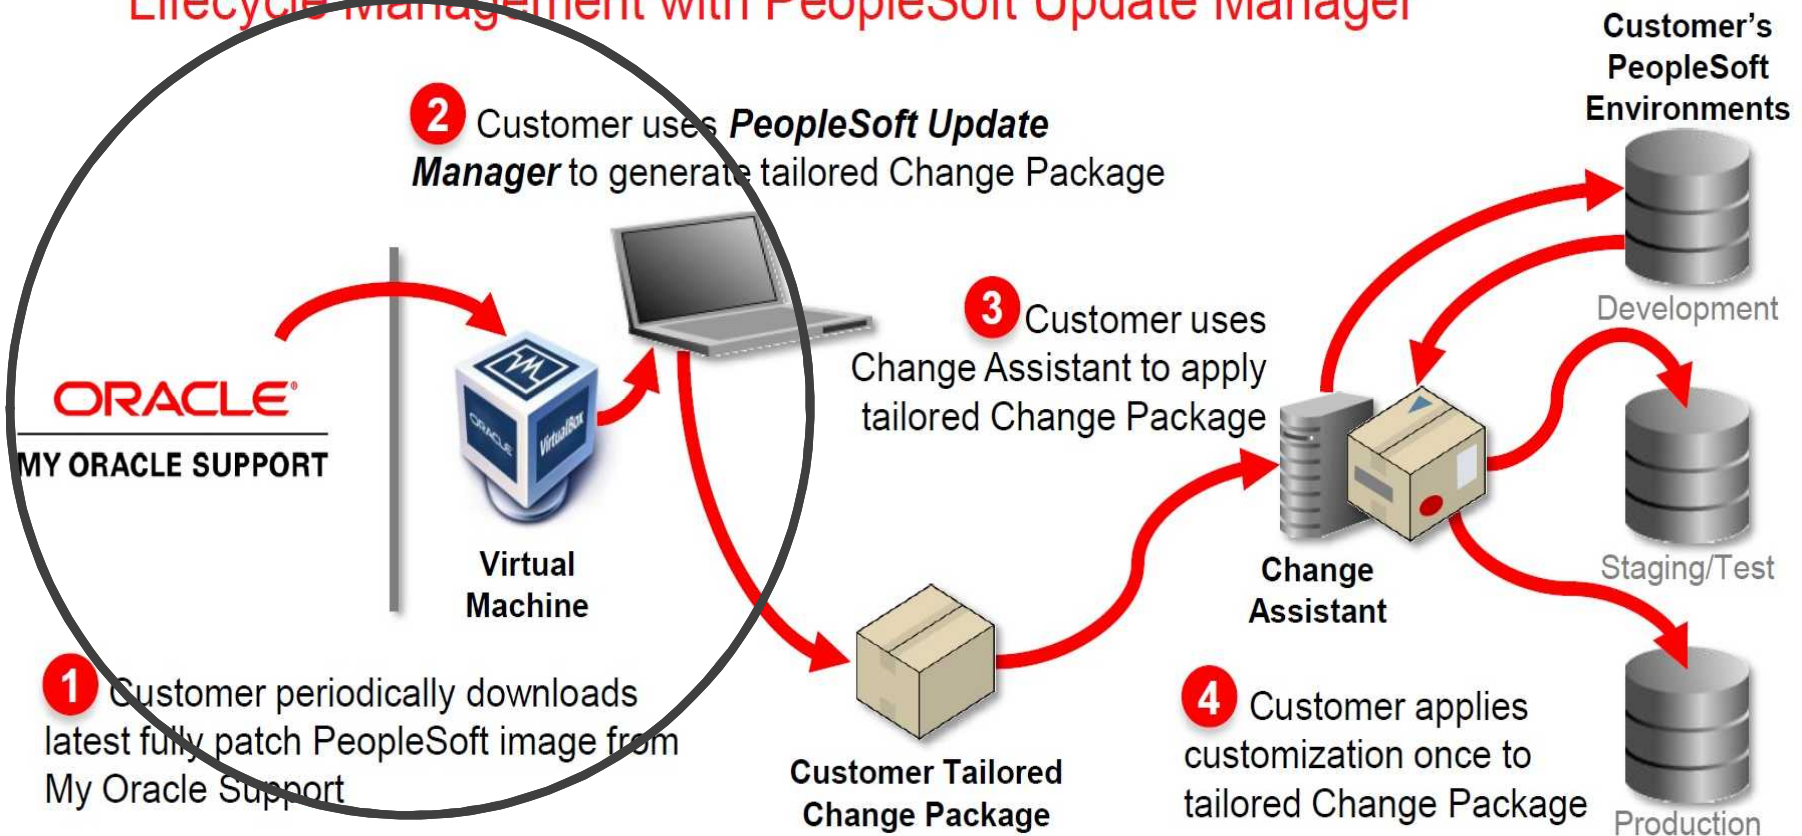 Lifecycle Management with PeopleSoft Update Manager
Customer's
PeopleSoft
Environments
2 Customer uses PeopleSoft Update
Manager to generate tailored Change Package
Development
3 Customer uses
Change Assistant to apply
tailored Change Package
ORACLE®
MY ORACLE SUPPORT
ORACLE
VirtualBox
Virtual
Machine
Change
Assistant
Staging/Test
1 Customer periodically downloads
latest fully patch PeopleSoft image from
My Oracle Support
Customer Tailored
Change Package
4 Customer applies
customization once to
tailored Change Package
Production